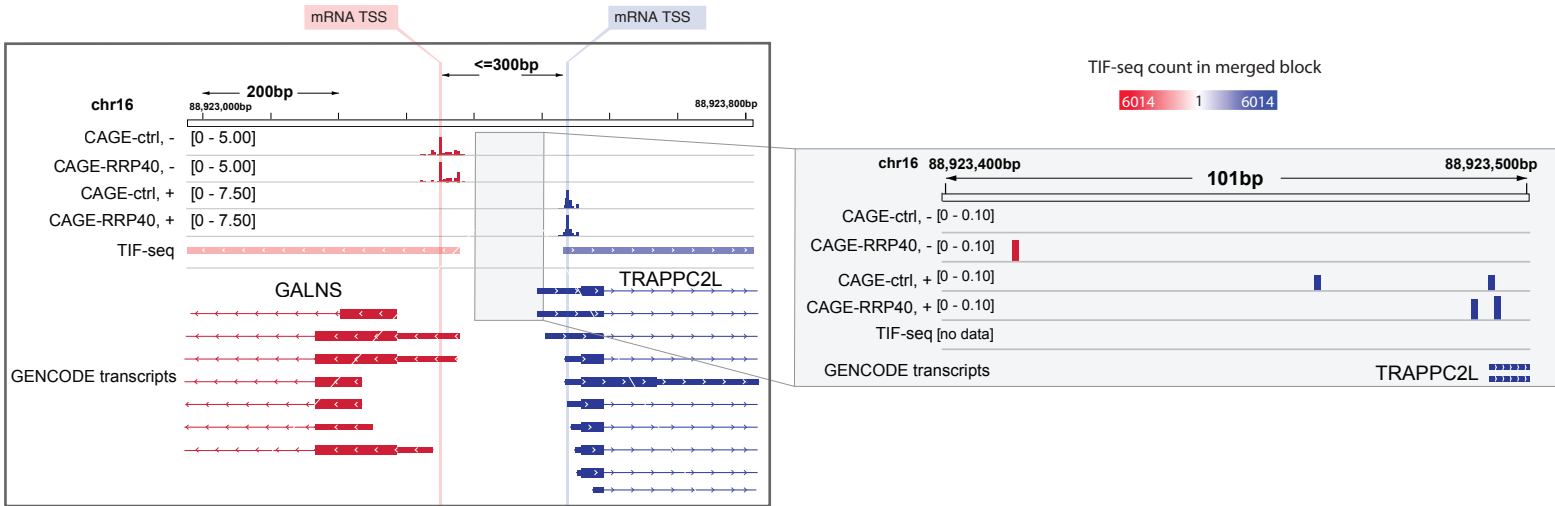 mRNA TSS
mRNA TSS
<=300bp
200bp
chr16
88,923,000bp
88,923,800bp
CAGE-ctrl, -
[0 - 5.00]
CAGE-RRP40, -
[0 - 5.00]
CAGE-ctrl, +
[0 - 7.50]
CAGE-RRP40, +
[0 - 7.50]
TIF-seq
GALNS
TRAPPC2L
GENCODE transcripts
TIF-seq count in merged block
6014
1
6014
chr16
88,923,400bp
88,923,500bp
101bp
CAGE-ctrl, - [0 - 0.10]
CAGE-RRP40, - [0 - 0.10]
CAGE-ctrl, + [0 - 0.10]
CAGE-RRP40, + [0 - 0.10]
TIF-seq [no data]
GENCODE transcripts
TRAPPC2L